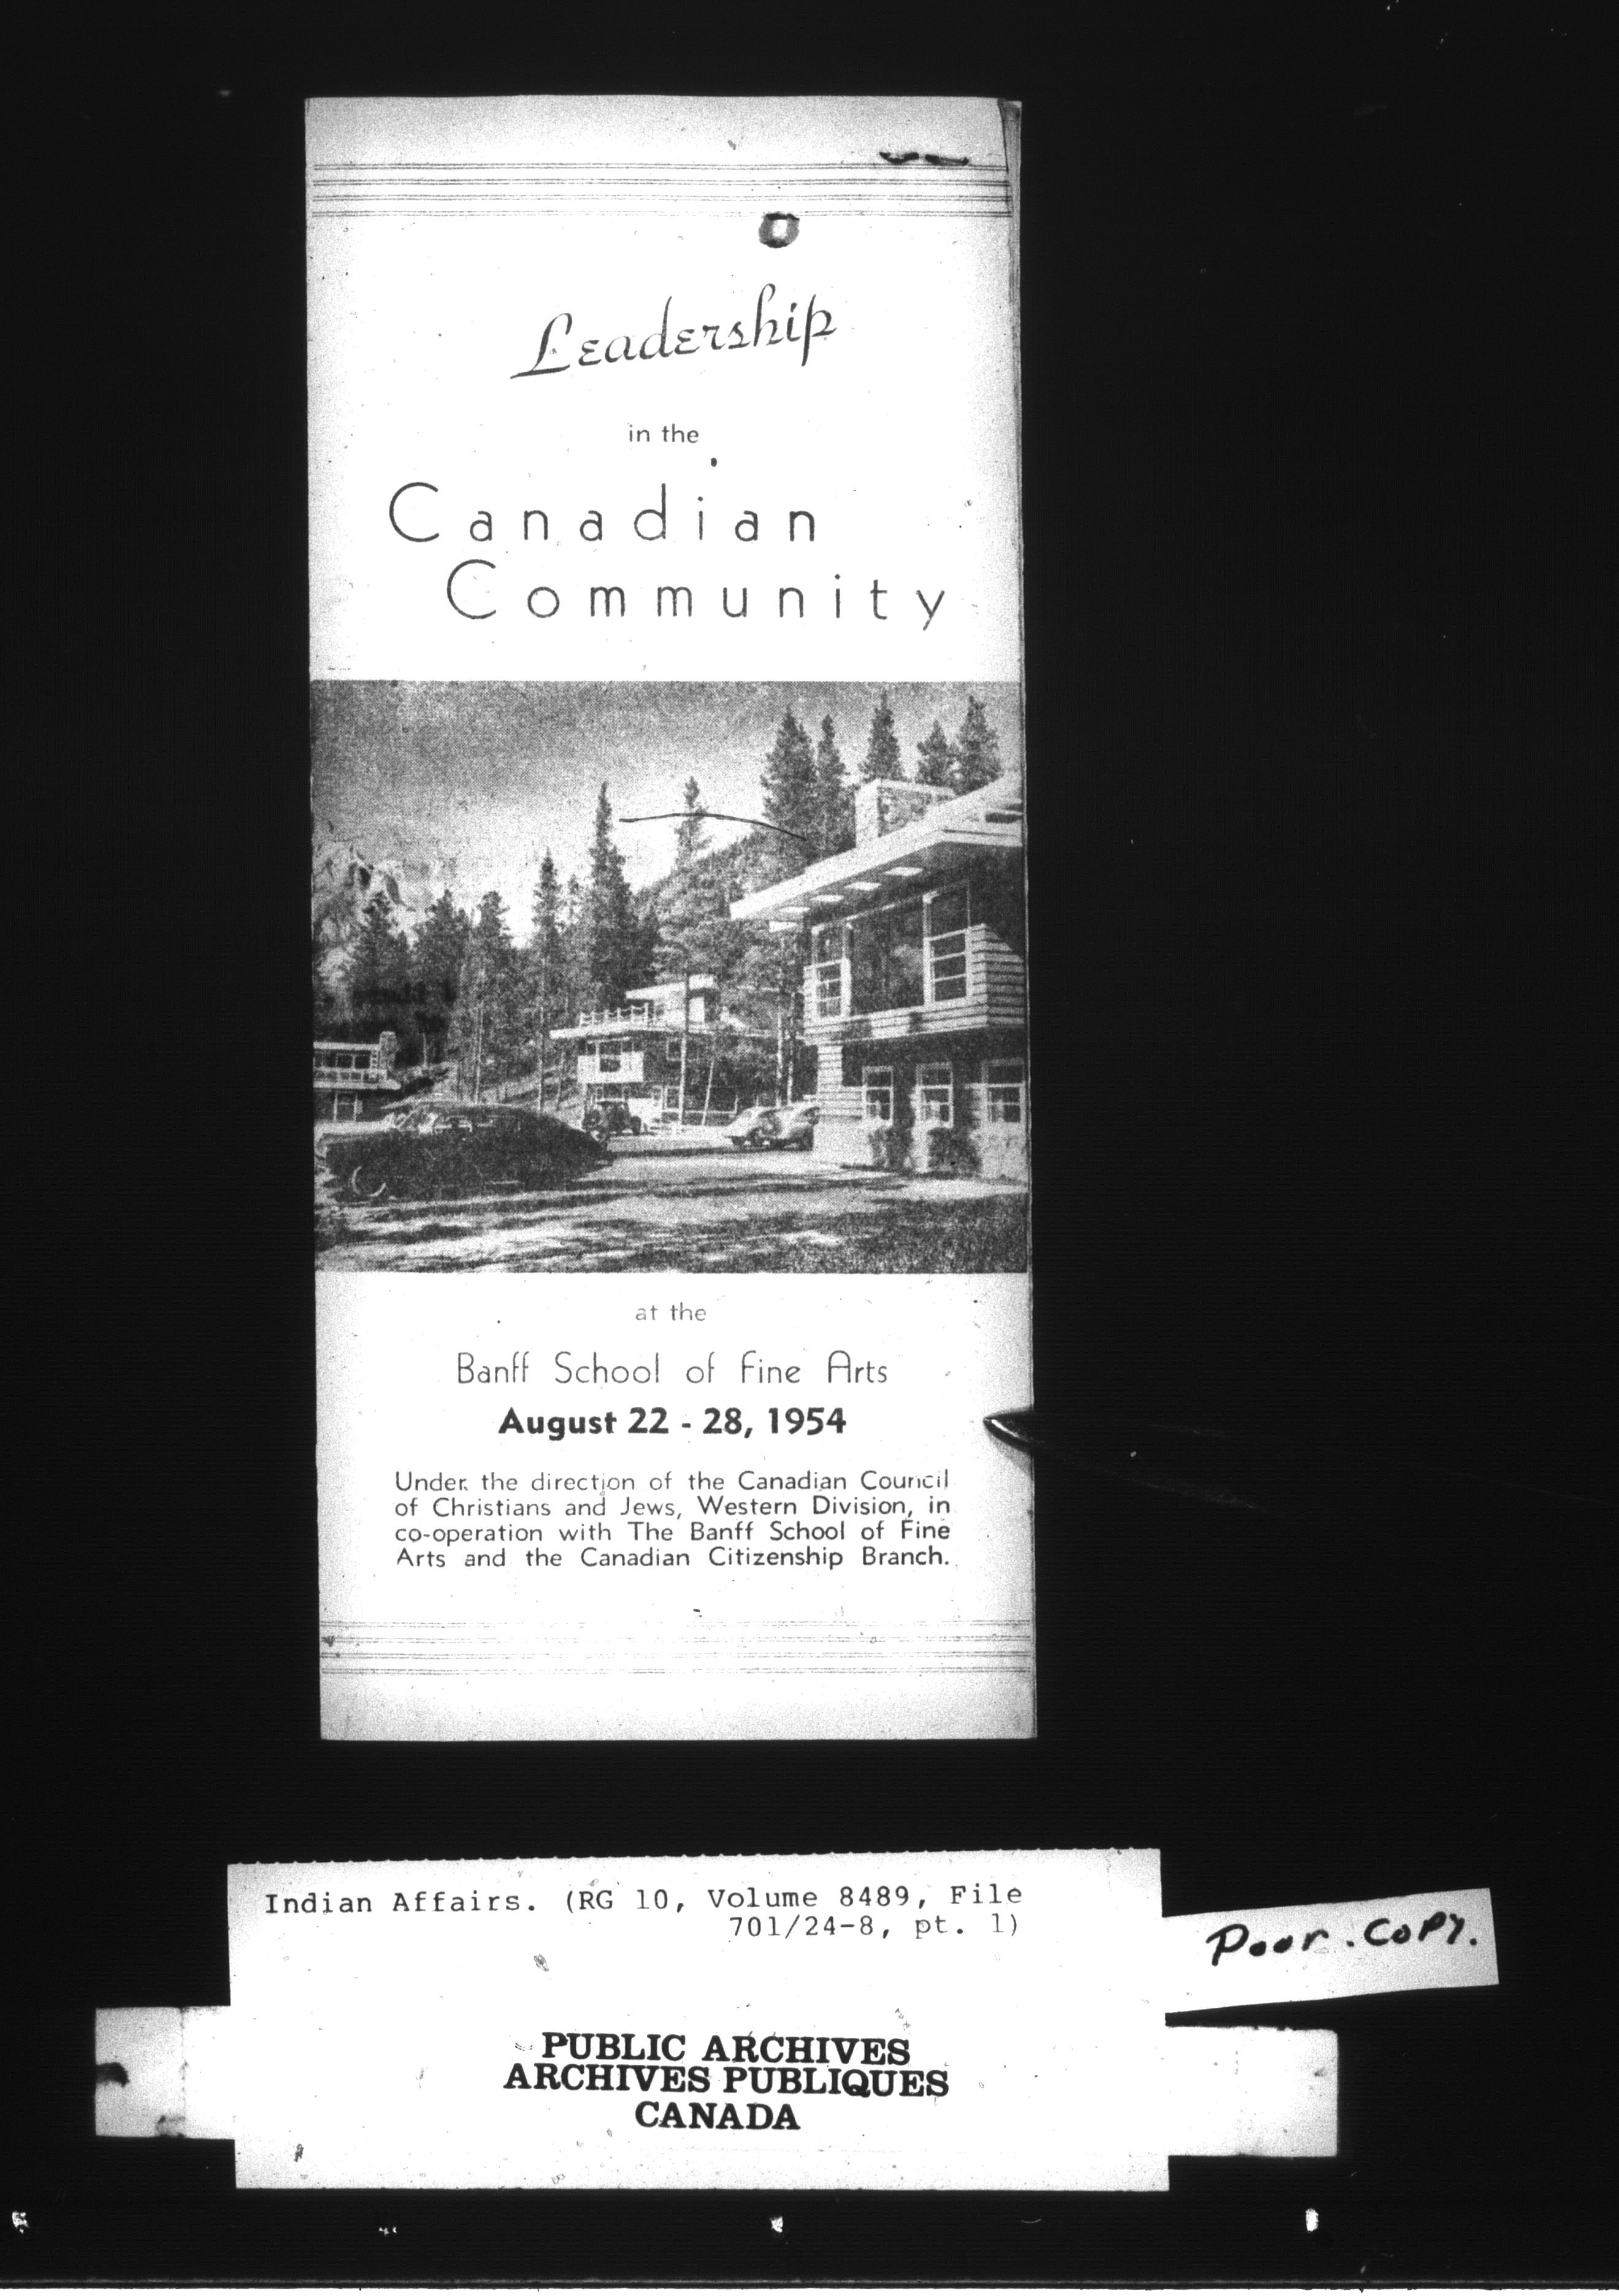 Leadership
in the
Canadian
Community
at the
Banff School of Fine Arts
August 22 - 28, 1954
Under the direction of the Canadian Council
of Christians and Jews, Western Division, in
co-operation with The Banff School of Fine
Arts and the Canadian Citizenship Branch.
Indian Affairs. (RG 10, Volume 8489, File
701/24-8, pt. 1)
Poor. Copy.
PUBLIC ARCHIVES
ARCHIVES PUBLIQUES
CANADA